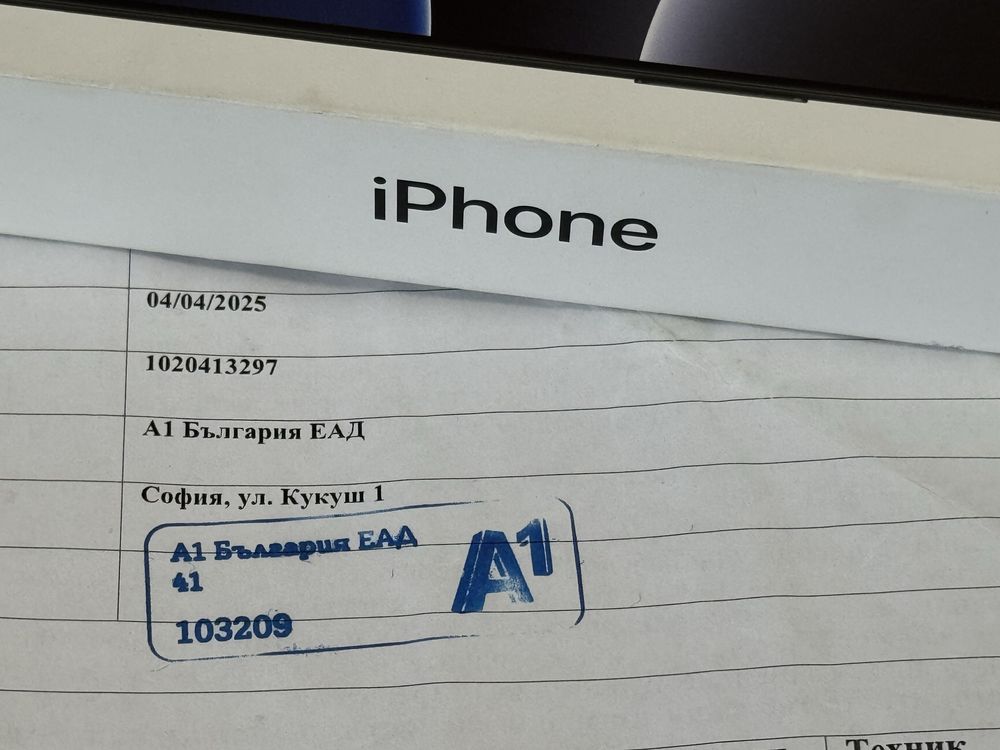 iPhone
04/04/2025
1020413297
А1 България ЕАД
София, ул. Кукуш 1
А1 България ЕАД
41
103209
A1
Техник